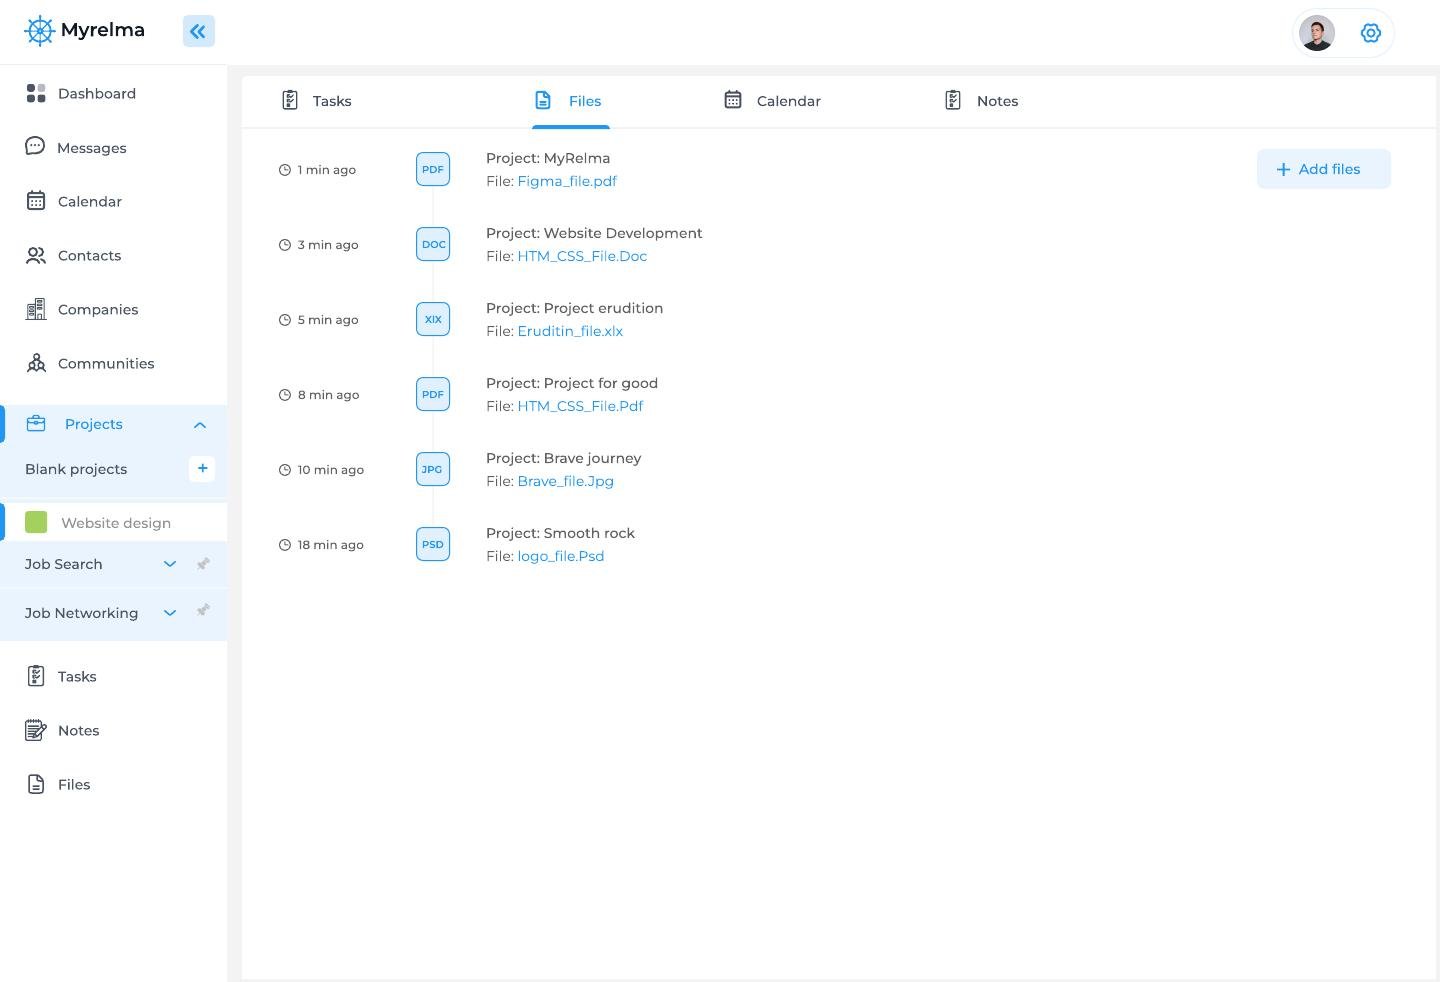 Myrelma
Dashboard
Messages
Calendar
Contacts
Companies
Communities
Projects
Blank projects
+
Website design
Job Search
Job Networking
Tasks
Notes
Files
Tasks
Files
Calendar
Notes
1 min ago
PDF
Project: MyRelma
File: Figma_file.pdf
+ Add files
3 min ago
DOC
Project: Website Development
File: HTM_CSS_File.Doc
5 min ago
XIX
Project: Project erudition
File: Eruditin_file.xlx
8 min ago
PDF
Project: Project for good
File: HTM_CSS_File.Pdf
10 min ago
JPG
Project: Brave journey
File: Brave_file.Jpg
18 min ago
PSD
Project: Smooth rock
File: logo_file.Psd